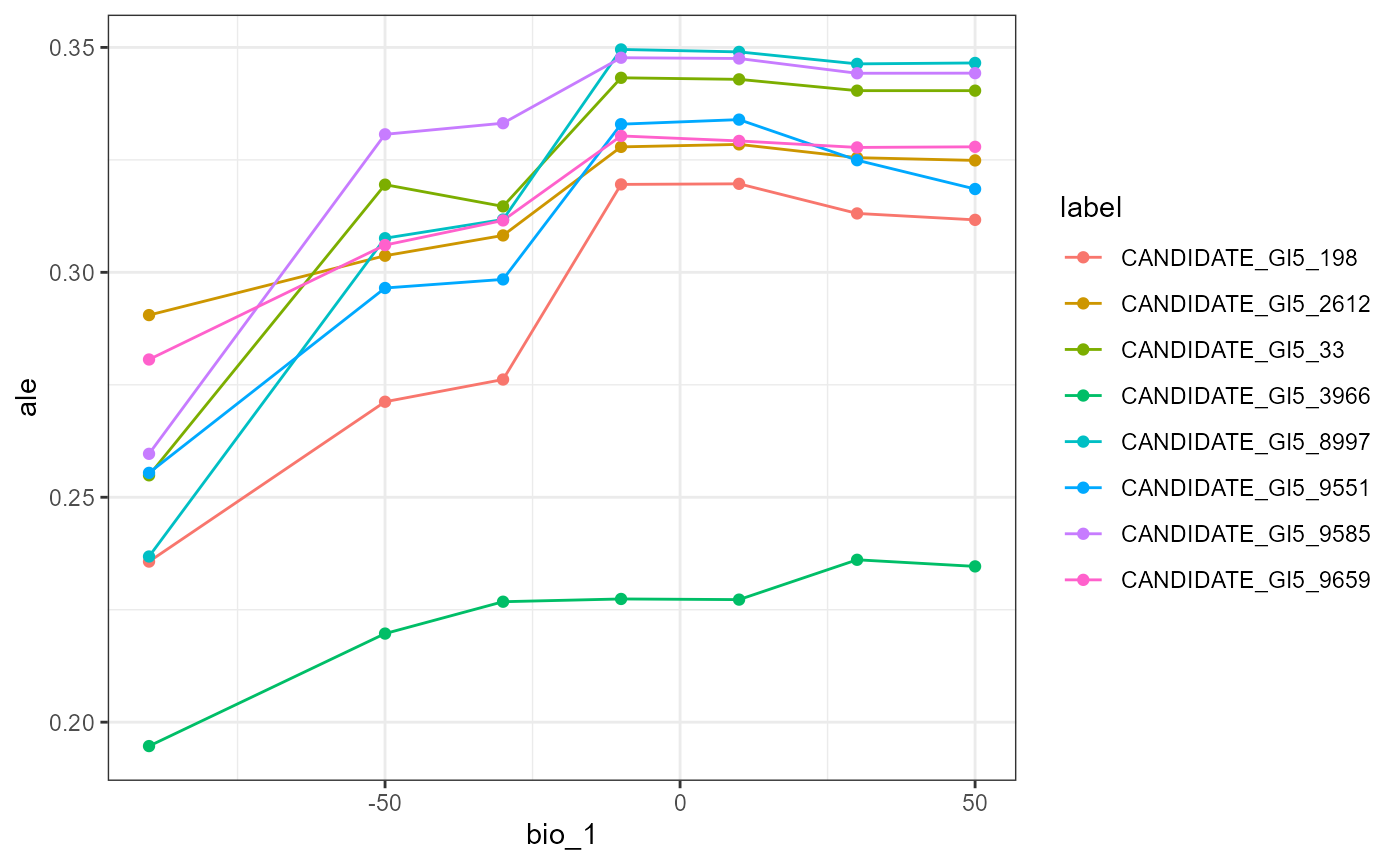 0.35
0.30
0.25
0.20
ale
-50
0
50
bio_1
label
CANDIDATE_GI5_198
CANDIDATE_GI5_2612
CANDIDATE_GI5_33
CANDIDATE_GI5_3966
CANDIDATE_GI5_8997
CANDIDATE_GI5_9551
CANDIDATE_GI5_9585
CANDIDATE_GI5_9659